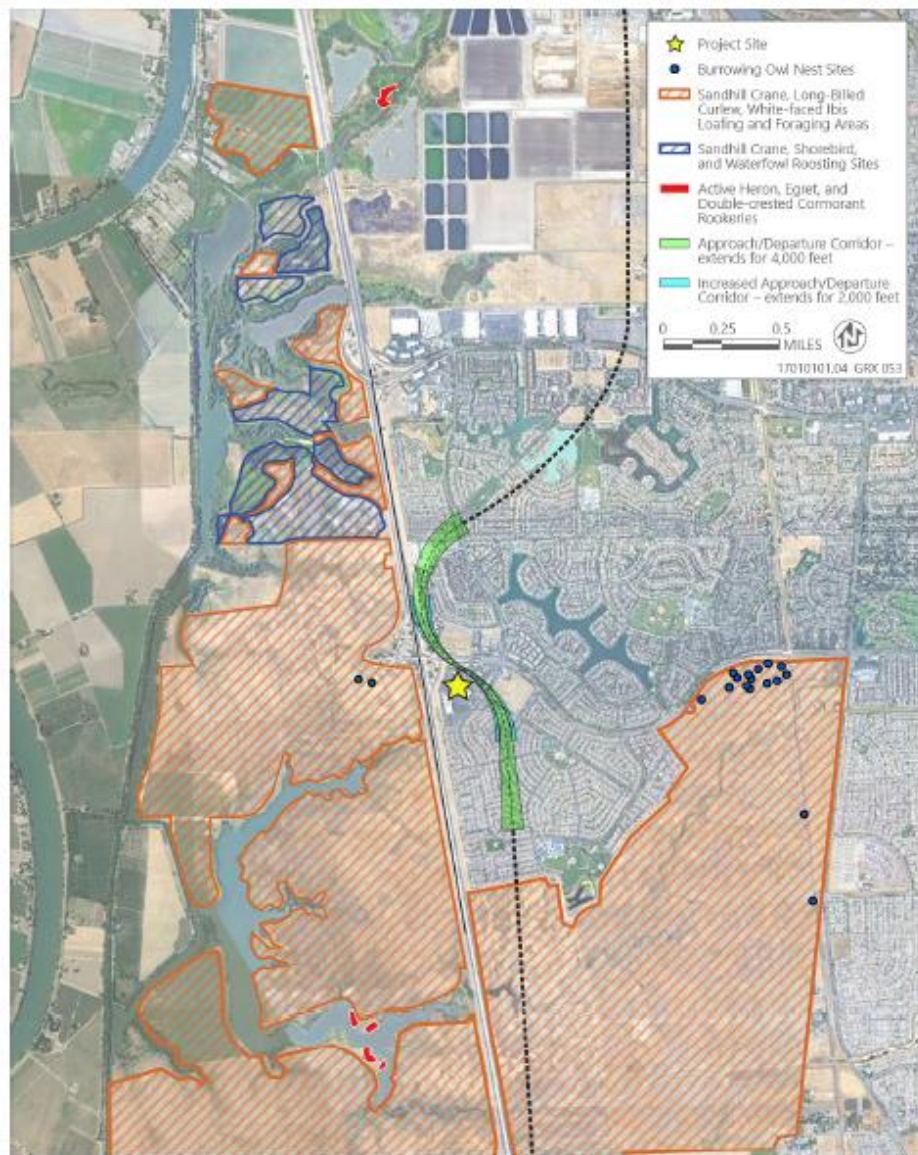 Project Site
Burrowing Owl Nest Sites
Sandhill Crane, Long-Billed
Curlew, White-faced Ibis
Loafing and Foraging Areas
Sandhill Crane, Shorebird,
and Waterfowl Roosting Sites
Active Heron, Egret, and
Double-crested Cormorant
Rookeries
Approach/Departure Corridor –
extends for 4,000 feet
Increased Approach/Departure
Corridor – extends for 2,000 feet
0 0.25 0.5
MILES
N
17010101.04 GRX 053